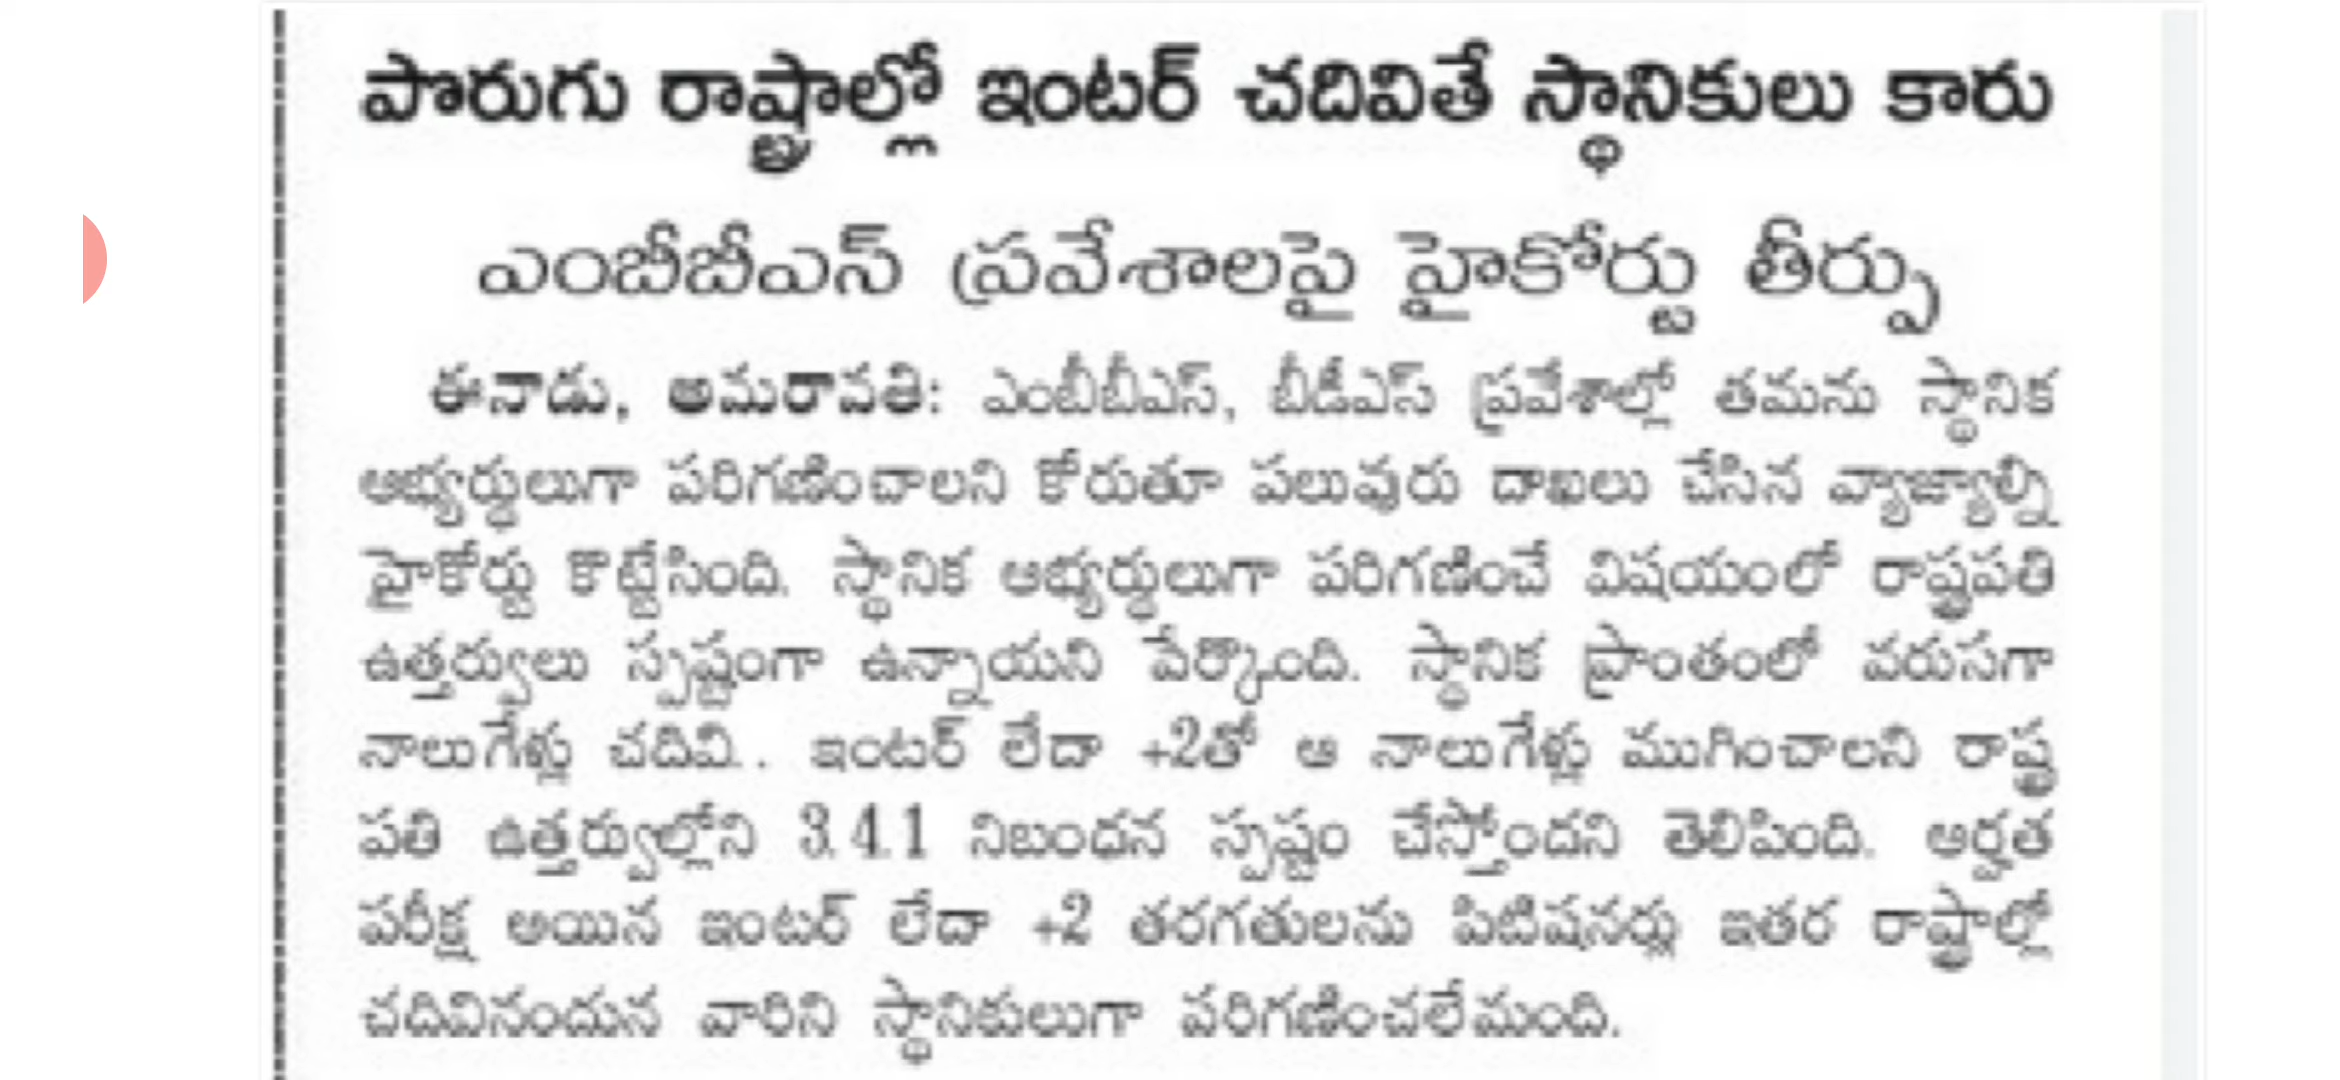 పొరుగు రాష్ట్రాల్లో ఇంటర్ చదివితే స్థానికులు కారు
ఎంబీబీఎస్ ప్రవేశాలపై హైకోర్టు తీర్పు
ఈనాడు, అమరావతి: ఎంబీబీఎస్, బీడీఎస్ ప్రవేశాల్లో తమను స్థానిక
అభ్యర్థులుగా పరిగణించాలని కోరుతూ పలువురు దాఖలు చేసిన వ్యాజ్యాల్ని
హైకోర్టు కొట్టేసింది. స్థానిక అభ్యర్థులుగా పరిగణించే విషయంలో రాష్ట్రపతి
ఉత్తర్వులు స్పష్టంగా ఉన్నాయని పేర్కొంది. స్థానిక ప్రాంతంలో వరుసగా
నాలుగేళ్లు చదివి.. ఇంటర్ లేదా +2తో ఆ నాలుగేళ్లు ముగించాలని రాష్ట్ర
పతి ఉత్తర్వుల్లోని 3.4.1 నిబంధన స్పష్టం చేస్తోందని తెలిపింది. అర్హత
పరీక్ష అయిన ఇంటర్ లేదా +2 తరగతులను పిటిషనర్లు ఇతర రాష్ట్రాల్లో
చదివినందున వారిని స్థానికులుగా పరిగణించలేమంది.